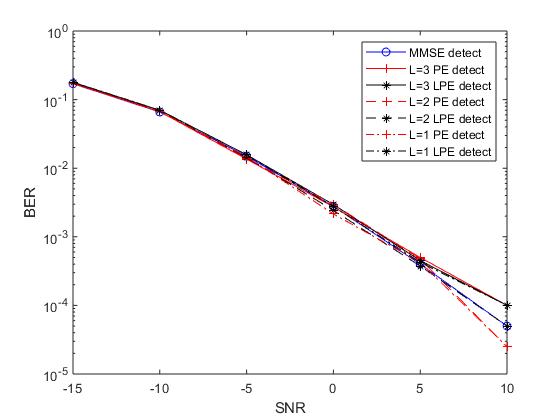 10^0
10^-1
10^-2
10^-3
10^-4
10^-5
BER
-15 -10 -5 0 5 10
SNR
MMSE detect
L=3 PE detect
L=3 LPE detect
L=2 PE detect
L=2 LPE detect
L=1 PE detect
L=1 LPE detect